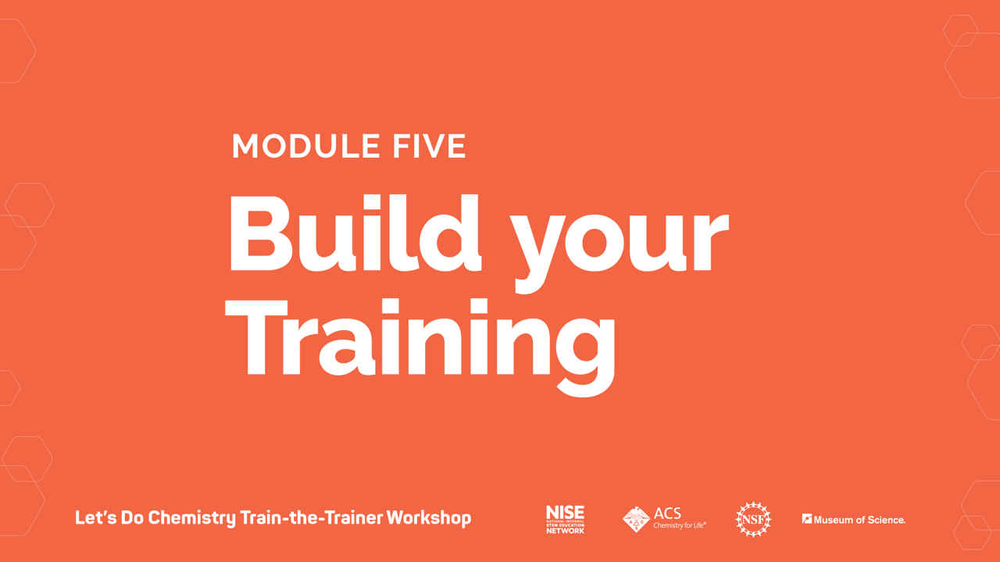 MODULE FIVE
Build your
Training
Let's Do Chemistry Train-the-Trainer Workshop
NISE
NATIONAL INFORMAL
STEM EDUCATION
NETWORK
ACS
Chemistry for Life®
A C S
NSF
Museum of Science.